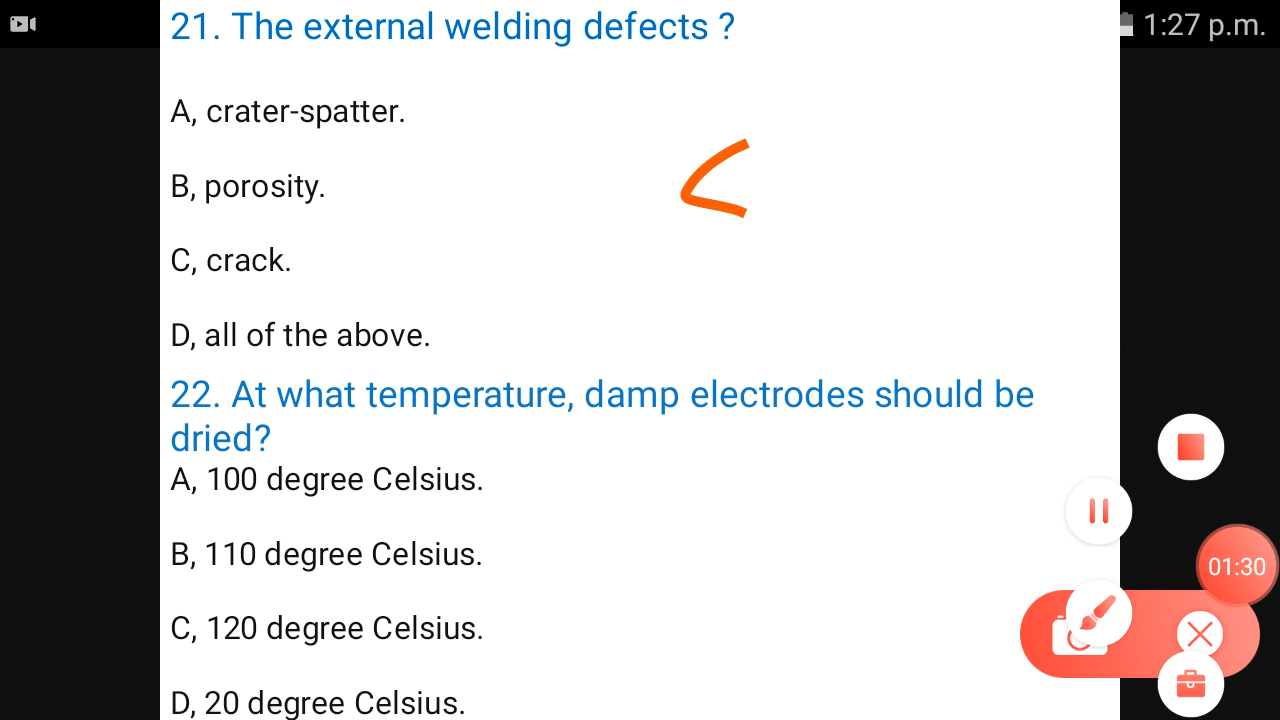 1:27 p.m.
21. The external welding defects ?
A, crater-spatter.
B, porosity.
C, crack.
D, all of the above.
22. At what temperature, damp electrodes should be
dried?
A, 100 degree Celsius.
B, 110 degree Celsius.
C, 120 degree Celsius.
D, 20 degree Celsius.
01:30